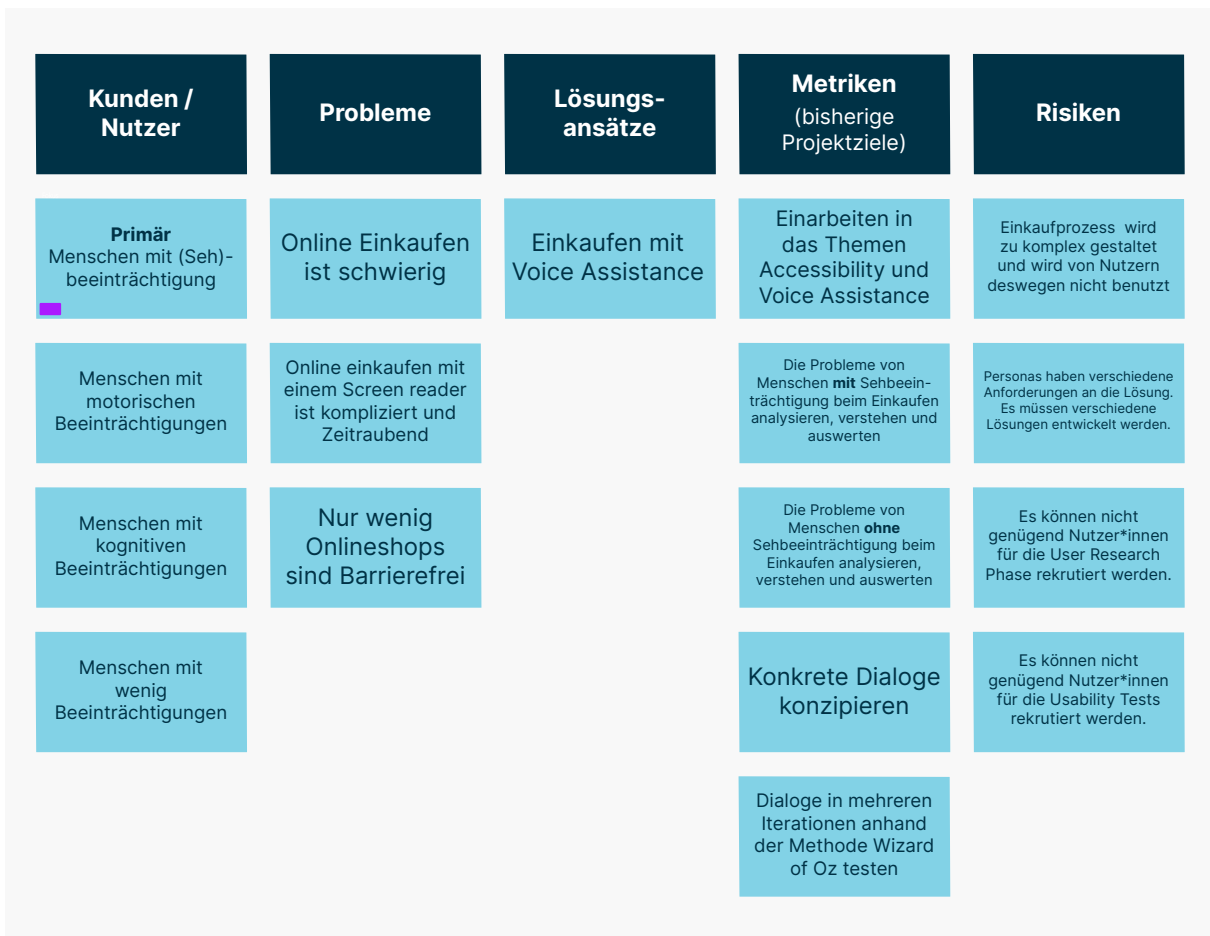 Kunden /
Nutzer
Primär
Menschen mit (Seh)-
beeinträchtigung
Menschen mit
motorischen
Beeinträchtigungen
Menschen mit
kognitiven
Beeinträchtigungen
Menschen mit
wenig
Beeinträchtigungen
Probleme
Online Einkaufen
ist schwierig
Online einkaufen mit
einem Screen reader
ist kompliziert und
Zeitraubend
Nur wenig
Onlineshops
sind Barrierefrei
Lösungs-
ansätze
Einkaufen mit
Voice Assistance
Metriken
(bisherige
Projektziele)
Einarbeiten in
das Themen
Accessibility und
Voice Assistance
Die Probleme von
Menschen mit Sehbeein-
trächtigung beim Einkaufen
analysieren, verstehen und
auswerten
Die Probleme von
Menschen ohne
Sehbeeinträchtigung beim
Einkaufen analysieren,
verstehen und auswerten
Konkrete Dialoge
konzipieren
Dialoge in mehreren
Iterationen anhand
der Methode Wizard
of Oz testen
Risiken
Einkaufprozess wird
zu komplex gestaltet
und wird von Nutzern
deswegen nicht benutzt
Personas haben verschiedene
Anforderungen an die Lösung.
Es müssen verschiedene
Lösungen entwickelt werden.
Es können nicht
genügend Nutzer*innen
für die User Research
Phase rekrutiert werden.
Es können nicht
genügend Nutzer*innen
für die Usability Tests
rekrutiert werden.